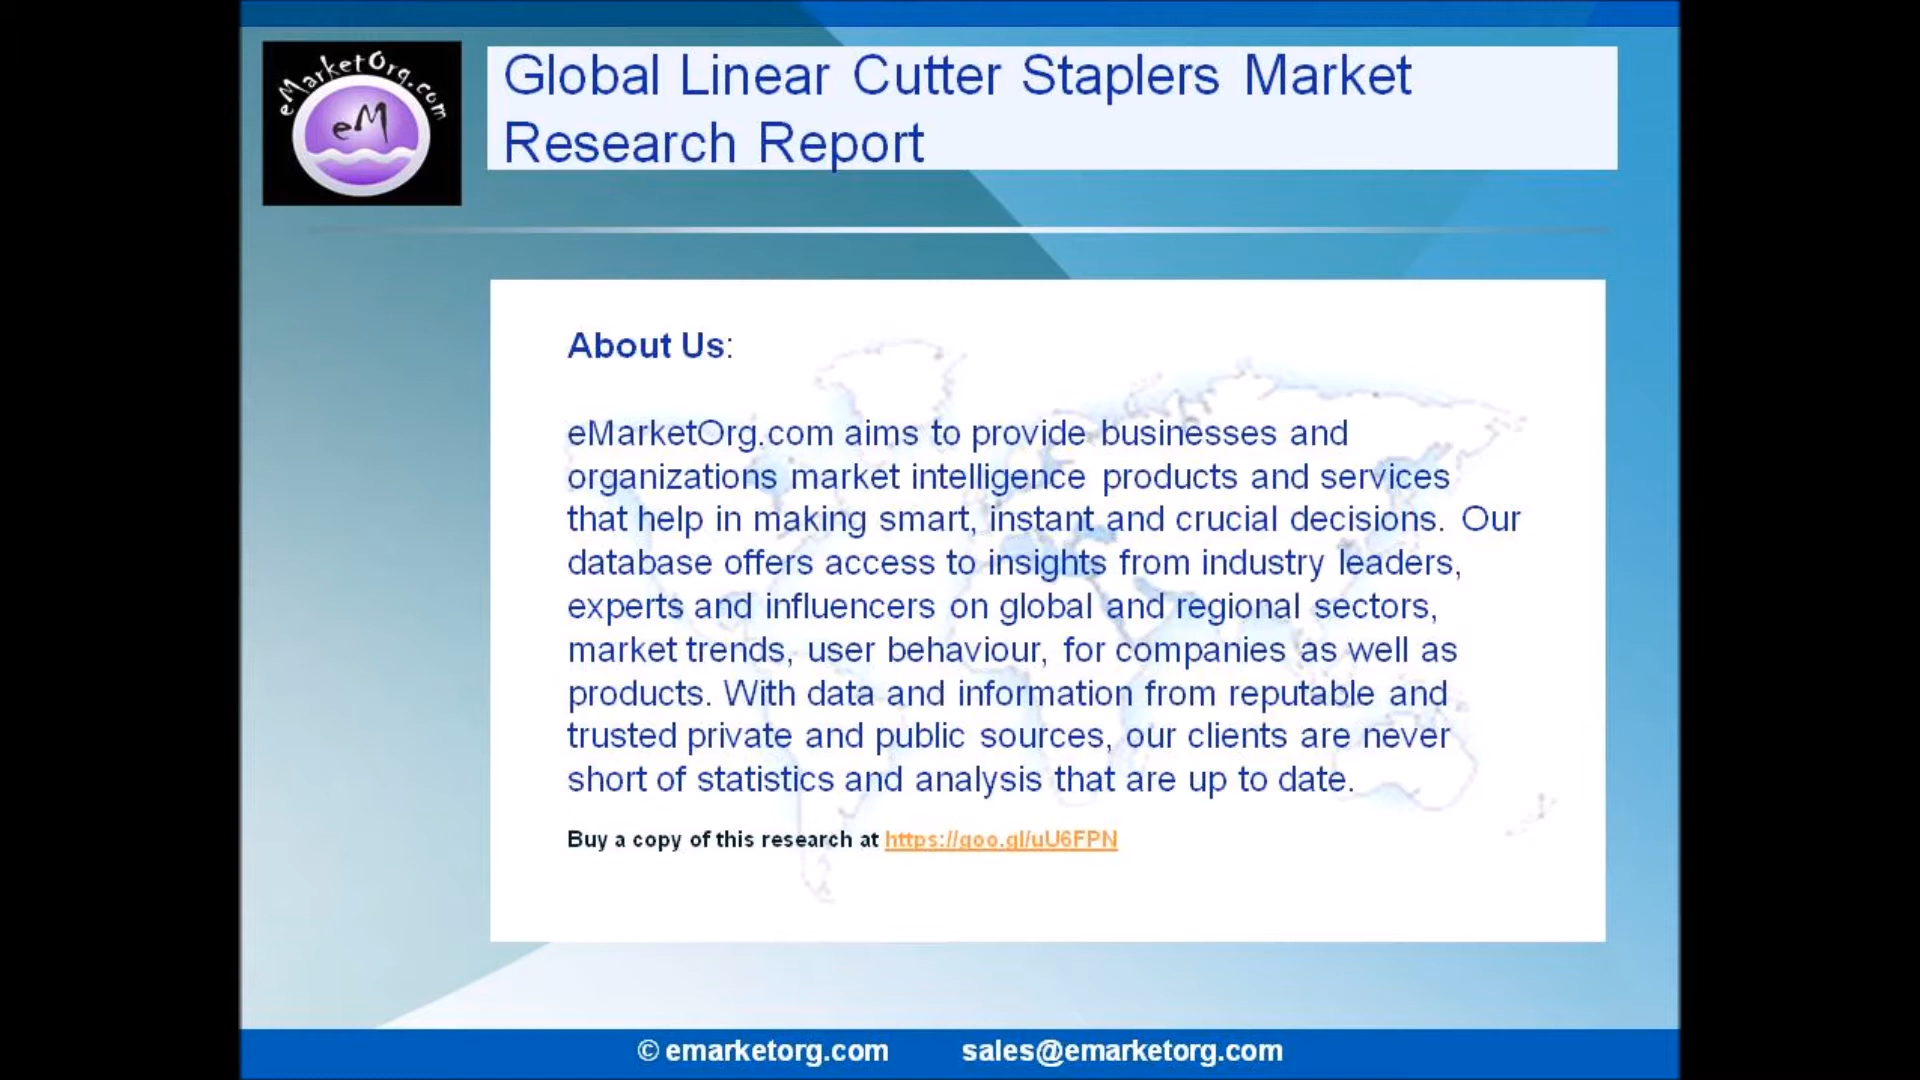 eMarketOrg.com
eM
Global Linear Cutter Staplers Market
Research Report
About Us:
eMarketOrg.com aims to provide businesses and
organizations market intelligence products and services
that help in making smart, instant and crucial decisions. Our
database offers access to insights from industry leaders,
experts and influencers on global and regional sectors,
market trends, user behaviour, for companies as well as
products. With data and information from reputable and
trusted private and public sources, our clients are never
short of statistics and analysis that are up to date.
Buy a copy of this research at https://goo.gl/uU6FPN
© emarketorg.com sales@emarketorg.com